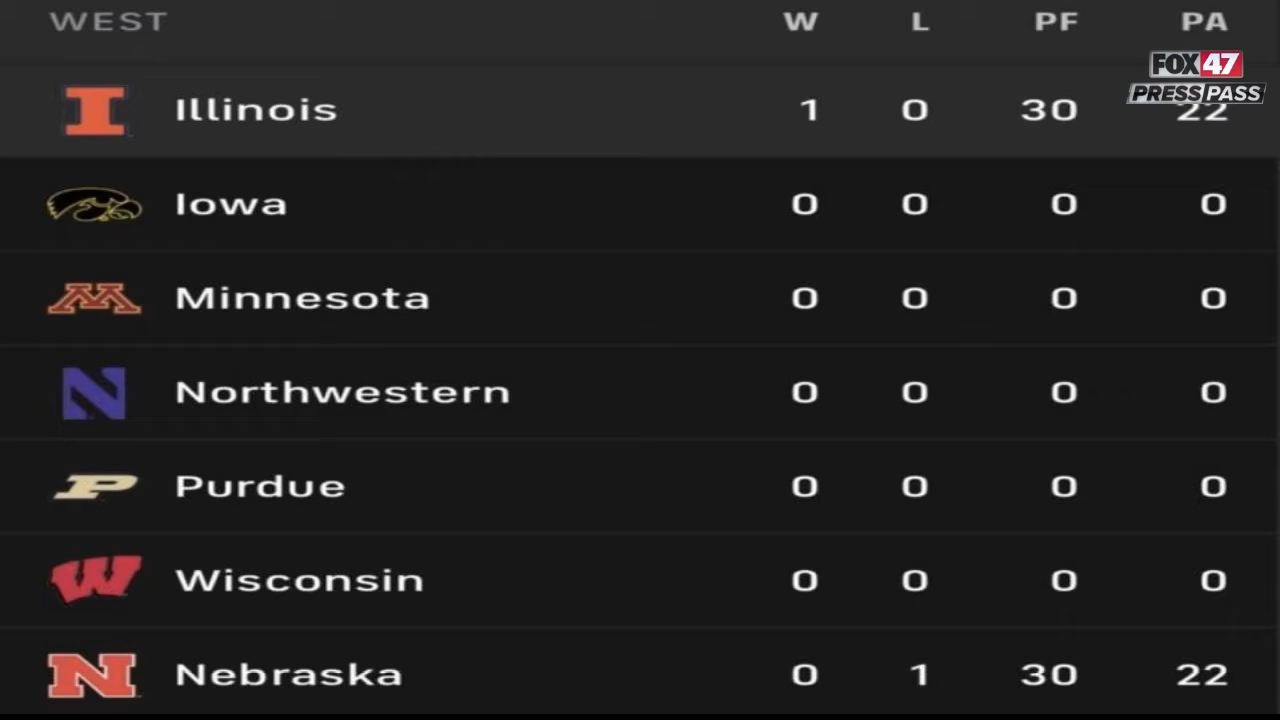 WEST W L PF PA
FOX 47
PRESS PASS
Illinois 1 0 30 22
Iowa 0 0 0 0
Minnesota 0 0 0 0
Northwestern 0 0 0 0
Purdue 0 0 0 0
Wisconsin 0 0 0 0
Nebraska 0 1 30 22